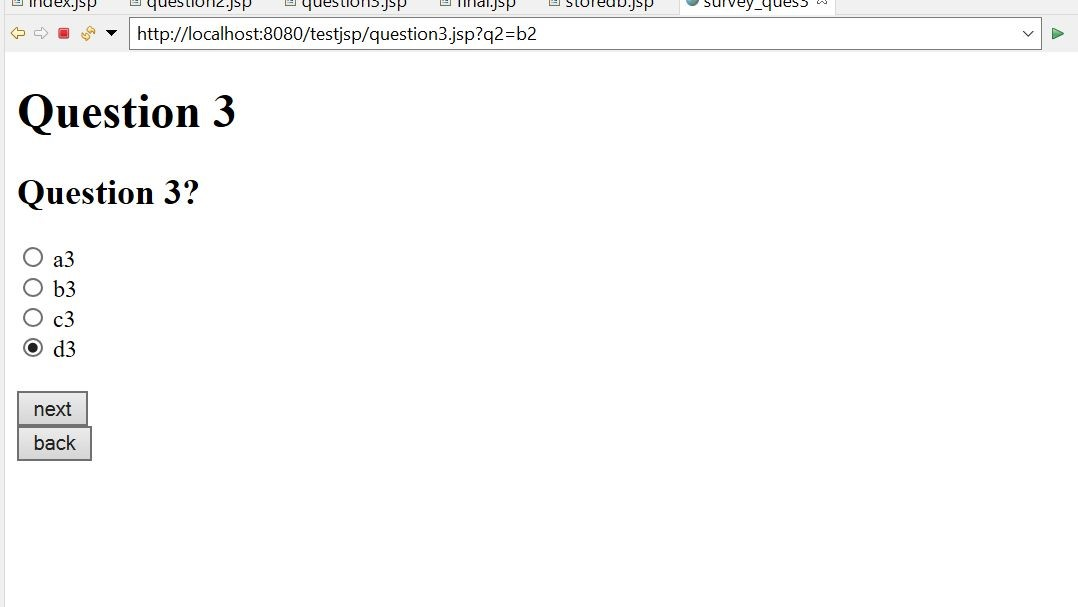 index.jsp question2.jsp question3.jsp final.jsp storedb.jsp survey_ques3
http://localhost:8080/testjsp/question3.jsp?q2=b2
Question 3
Question 3?
a3
b3
c3
d3
next
back